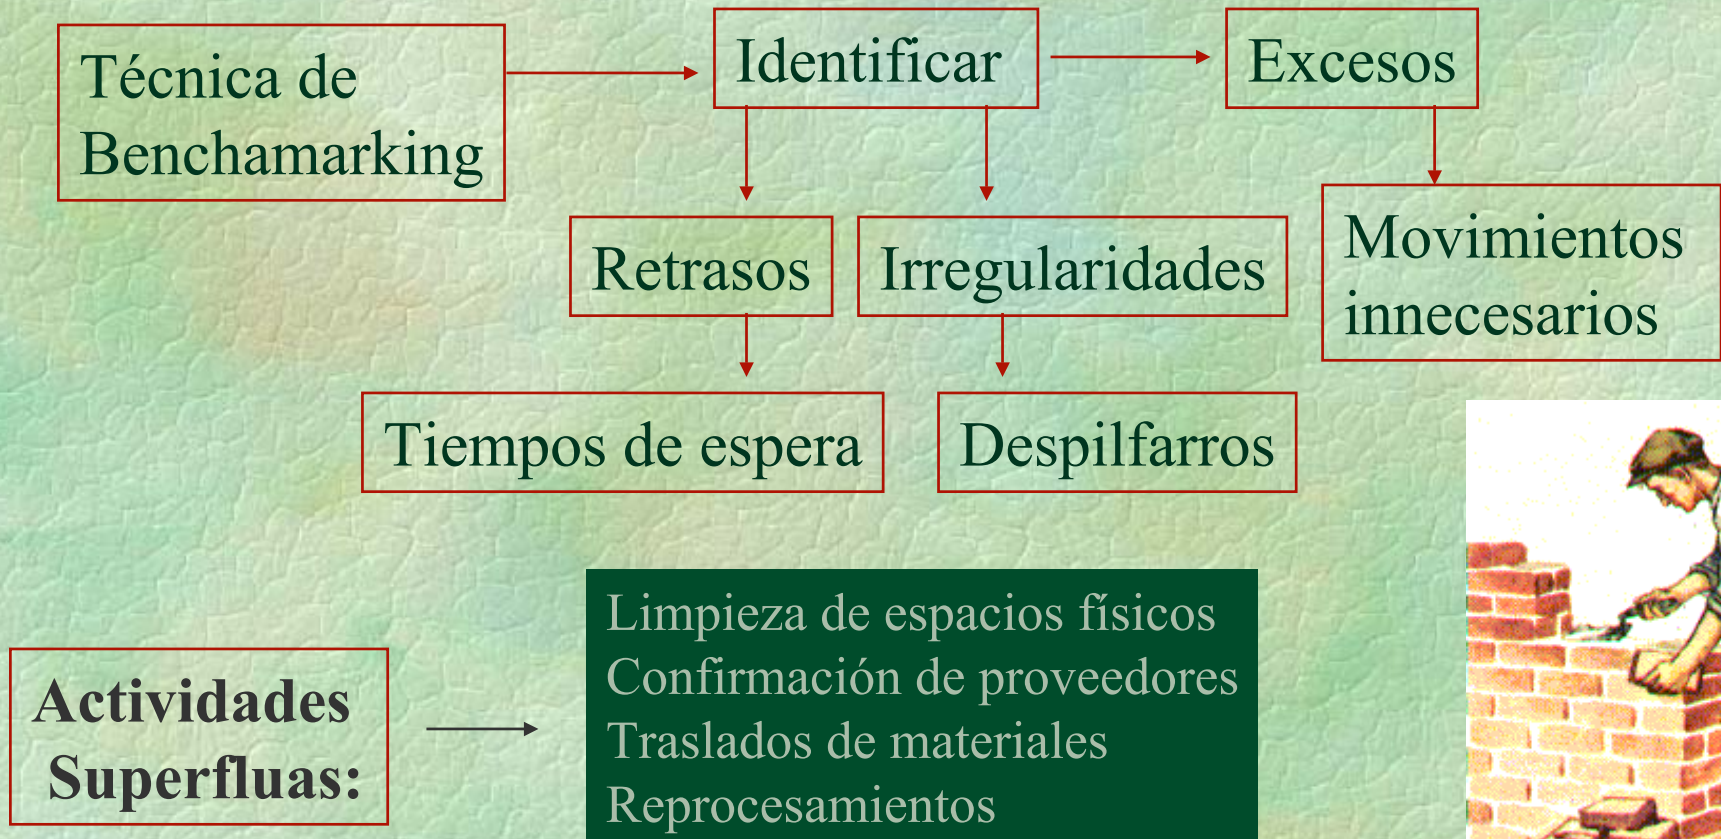 Técnica de
Benchamarking
Identificar
Excesos
Retrasos
Irregularidades
Movimientos
innecesarios
Tiempos de espera
Despilfarros
Actividades
Superfluas:
Limpieza de espacios físicos
Confirmación de proveedores
Traslados de materiales
Reprocesamientos